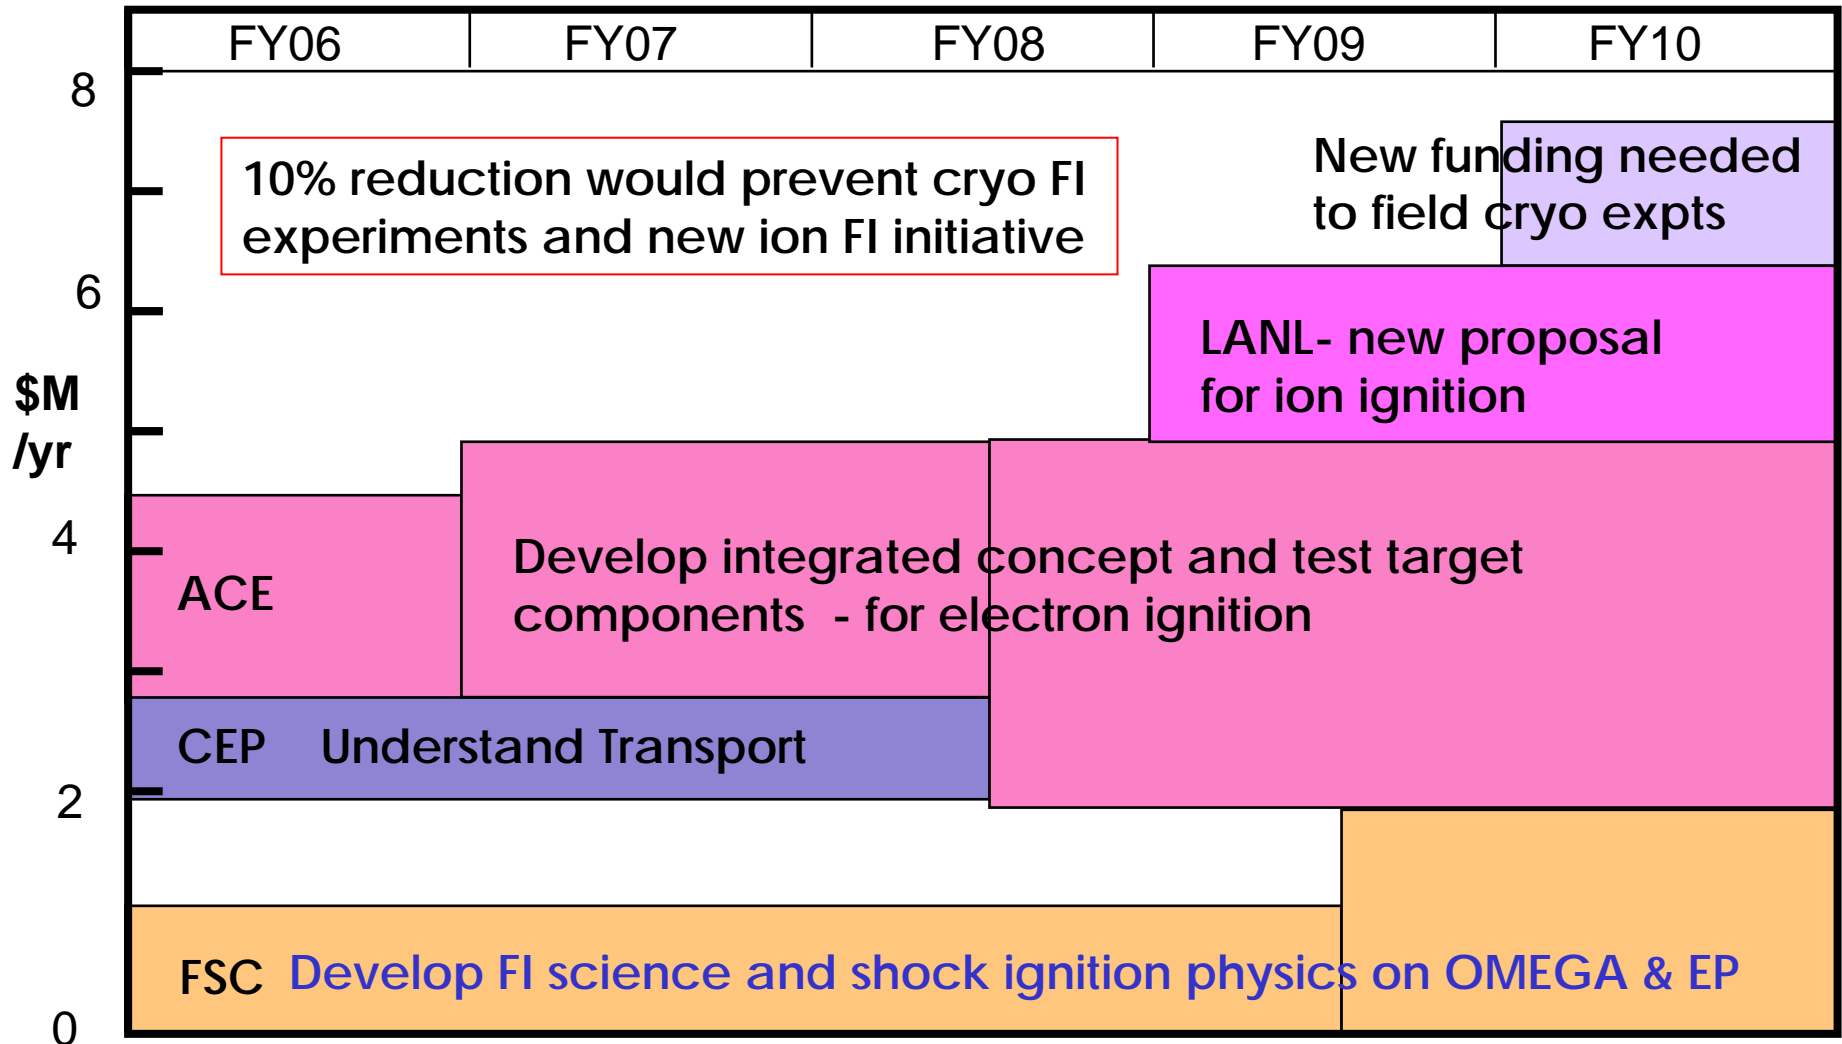 FY06 FY07 FY08 FY09 FY10
8
10% reduction would prevent cryo FI
experiments and new ion FI initiative
New funding needed
to field cryo expts
6
LANL- new proposal
for ion ignition
$M
/yr
4
Develop integrated concept and test target
components - for electron ignition
ACE
CEP Understand Transport
2
FSC Develop FI science and shock ignition physics on OMEGA & EP
0